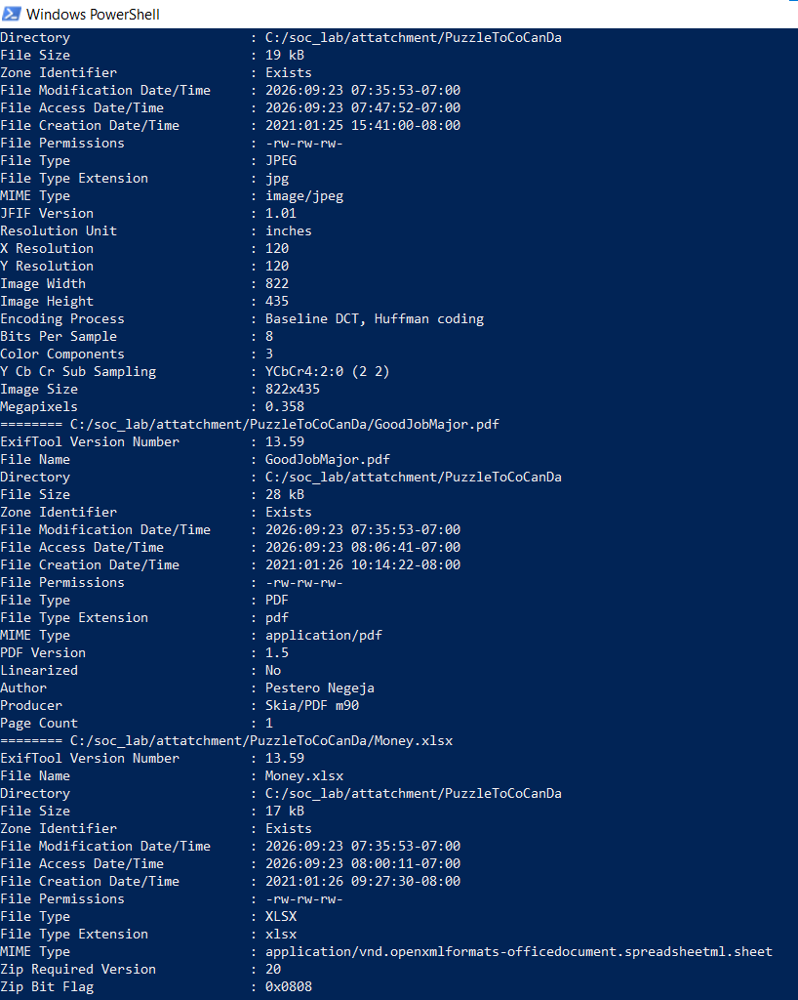 Windows PowerShell
Directory : C:/soc_lab/attatchment/PuzzleToCoCanDa
File Size : 19 kB
Zone Identifier : Exists
File Modification Date/Time : 2026:09:23 07:35:53-07:00
File Access Date/Time : 2026:09:23 07:47:52-07:00
File Creation Date/Time : 2021:01:25 15:41:00-08:00
File Permissions : -rw-rw-rw-
File Type : JPEG
File Type Extension : jpg
MIME Type : image/jpeg
JFIF Version : 1.01
Resolution Unit : inches
X Resolution : 120
Y Resolution : 120
Image Width : 822
Image Height : 435
Encoding Process : Baseline DCT, Huffman coding
Bits Per Sample : 8
Color Components : 3
Y Cb Cr Sub Sampling : YCbCr4:2:0 (2 2)
Image Size : 822x435
Megapixels : 0.358
======== C:/soc_lab/attatchment/PuzzleToCoCanDa/GoodJobMajor.pdf
ExifTool Version Number : 13.59
File Name : GoodJobMajor.pdf
Directory : C:/soc_lab/attatchment/PuzzleToCoCanDa
File Size : 28 kB
Zone Identifier : Exists
File Modification Date/Time : 2026:09:23 07:35:53-07:00
File Access Date/Time : 2026:09:23 08:06:41-07:00
File Creation Date/Time : 2021:01:26 10:14:22-08:00
File Permissions : -rw-rw-rw-
File Type : PDF
File Type Extension : pdf
MIME Type : application/pdf
PDF Version : 1.5
Linearized : No
Author : Pestero Negeja
Producer : Skia/PDF m90
Page Count : 1
======== C:/soc_lab/attatchment/PuzzleToCoCanDa/Money.xlsx
ExifTool Version Number : 13.59
File Name : Money.xlsx
Directory : C:/soc_lab/attatchment/PuzzleToCoCanDa
File Size : 17 kB
Zone Identifier : Exists
File Modification Date/Time : 2026:09:23 07:35:53-07:00
File Access Date/Time : 2026:09:23 08:00:11-07:00
File Creation Date/Time : 2021:01:26 09:27:30-08:00
File Permissions : -rw-rw-rw-
File Type : XLSX
File Type Extension : xlsx
MIME Type : application/vnd.openxmlformats-officedocument.spreadsheetml.sheet
Zip Required Version : 20
Zip Bit Flag : 0x0808